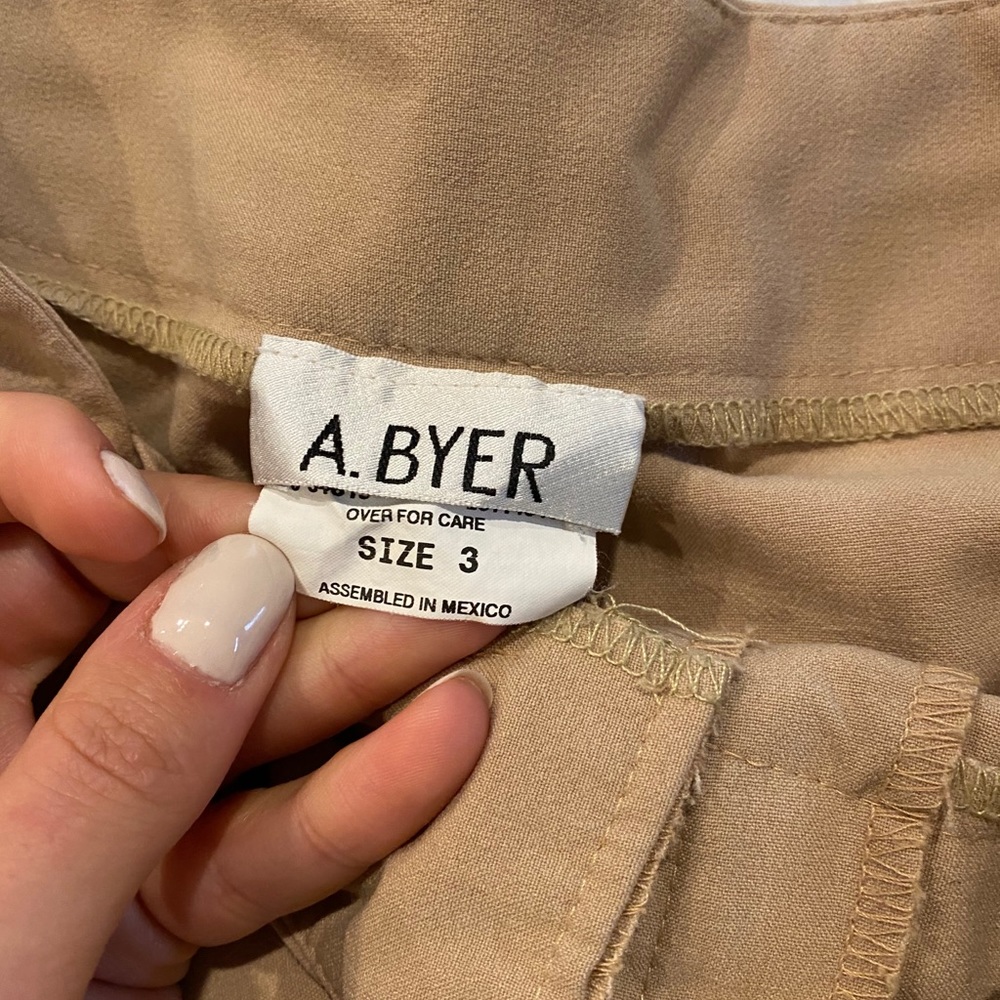 A. BYER
OVER FOR CARE
SIZE 3
ASSEMBLED IN MEXICO